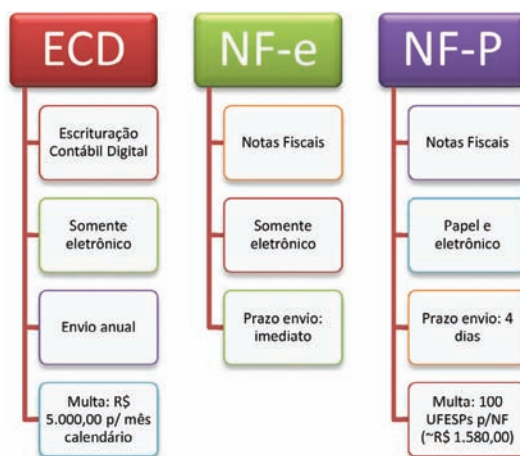 ECD
Escrituração
Contábil Digital
Somente
eletrônico
Envio anual
Multa: R$
5.000,00 p/ mês
calendário
NF-e
Notas Fiscais
Somente
eletrônico
Prazo envio:
imediato
NF-P
Notas Fiscais
Papel e
eletrônico
Prazo envio: 4
dias
Multa: 100
UFESPs p/NF
(~R$ 1.580,00)